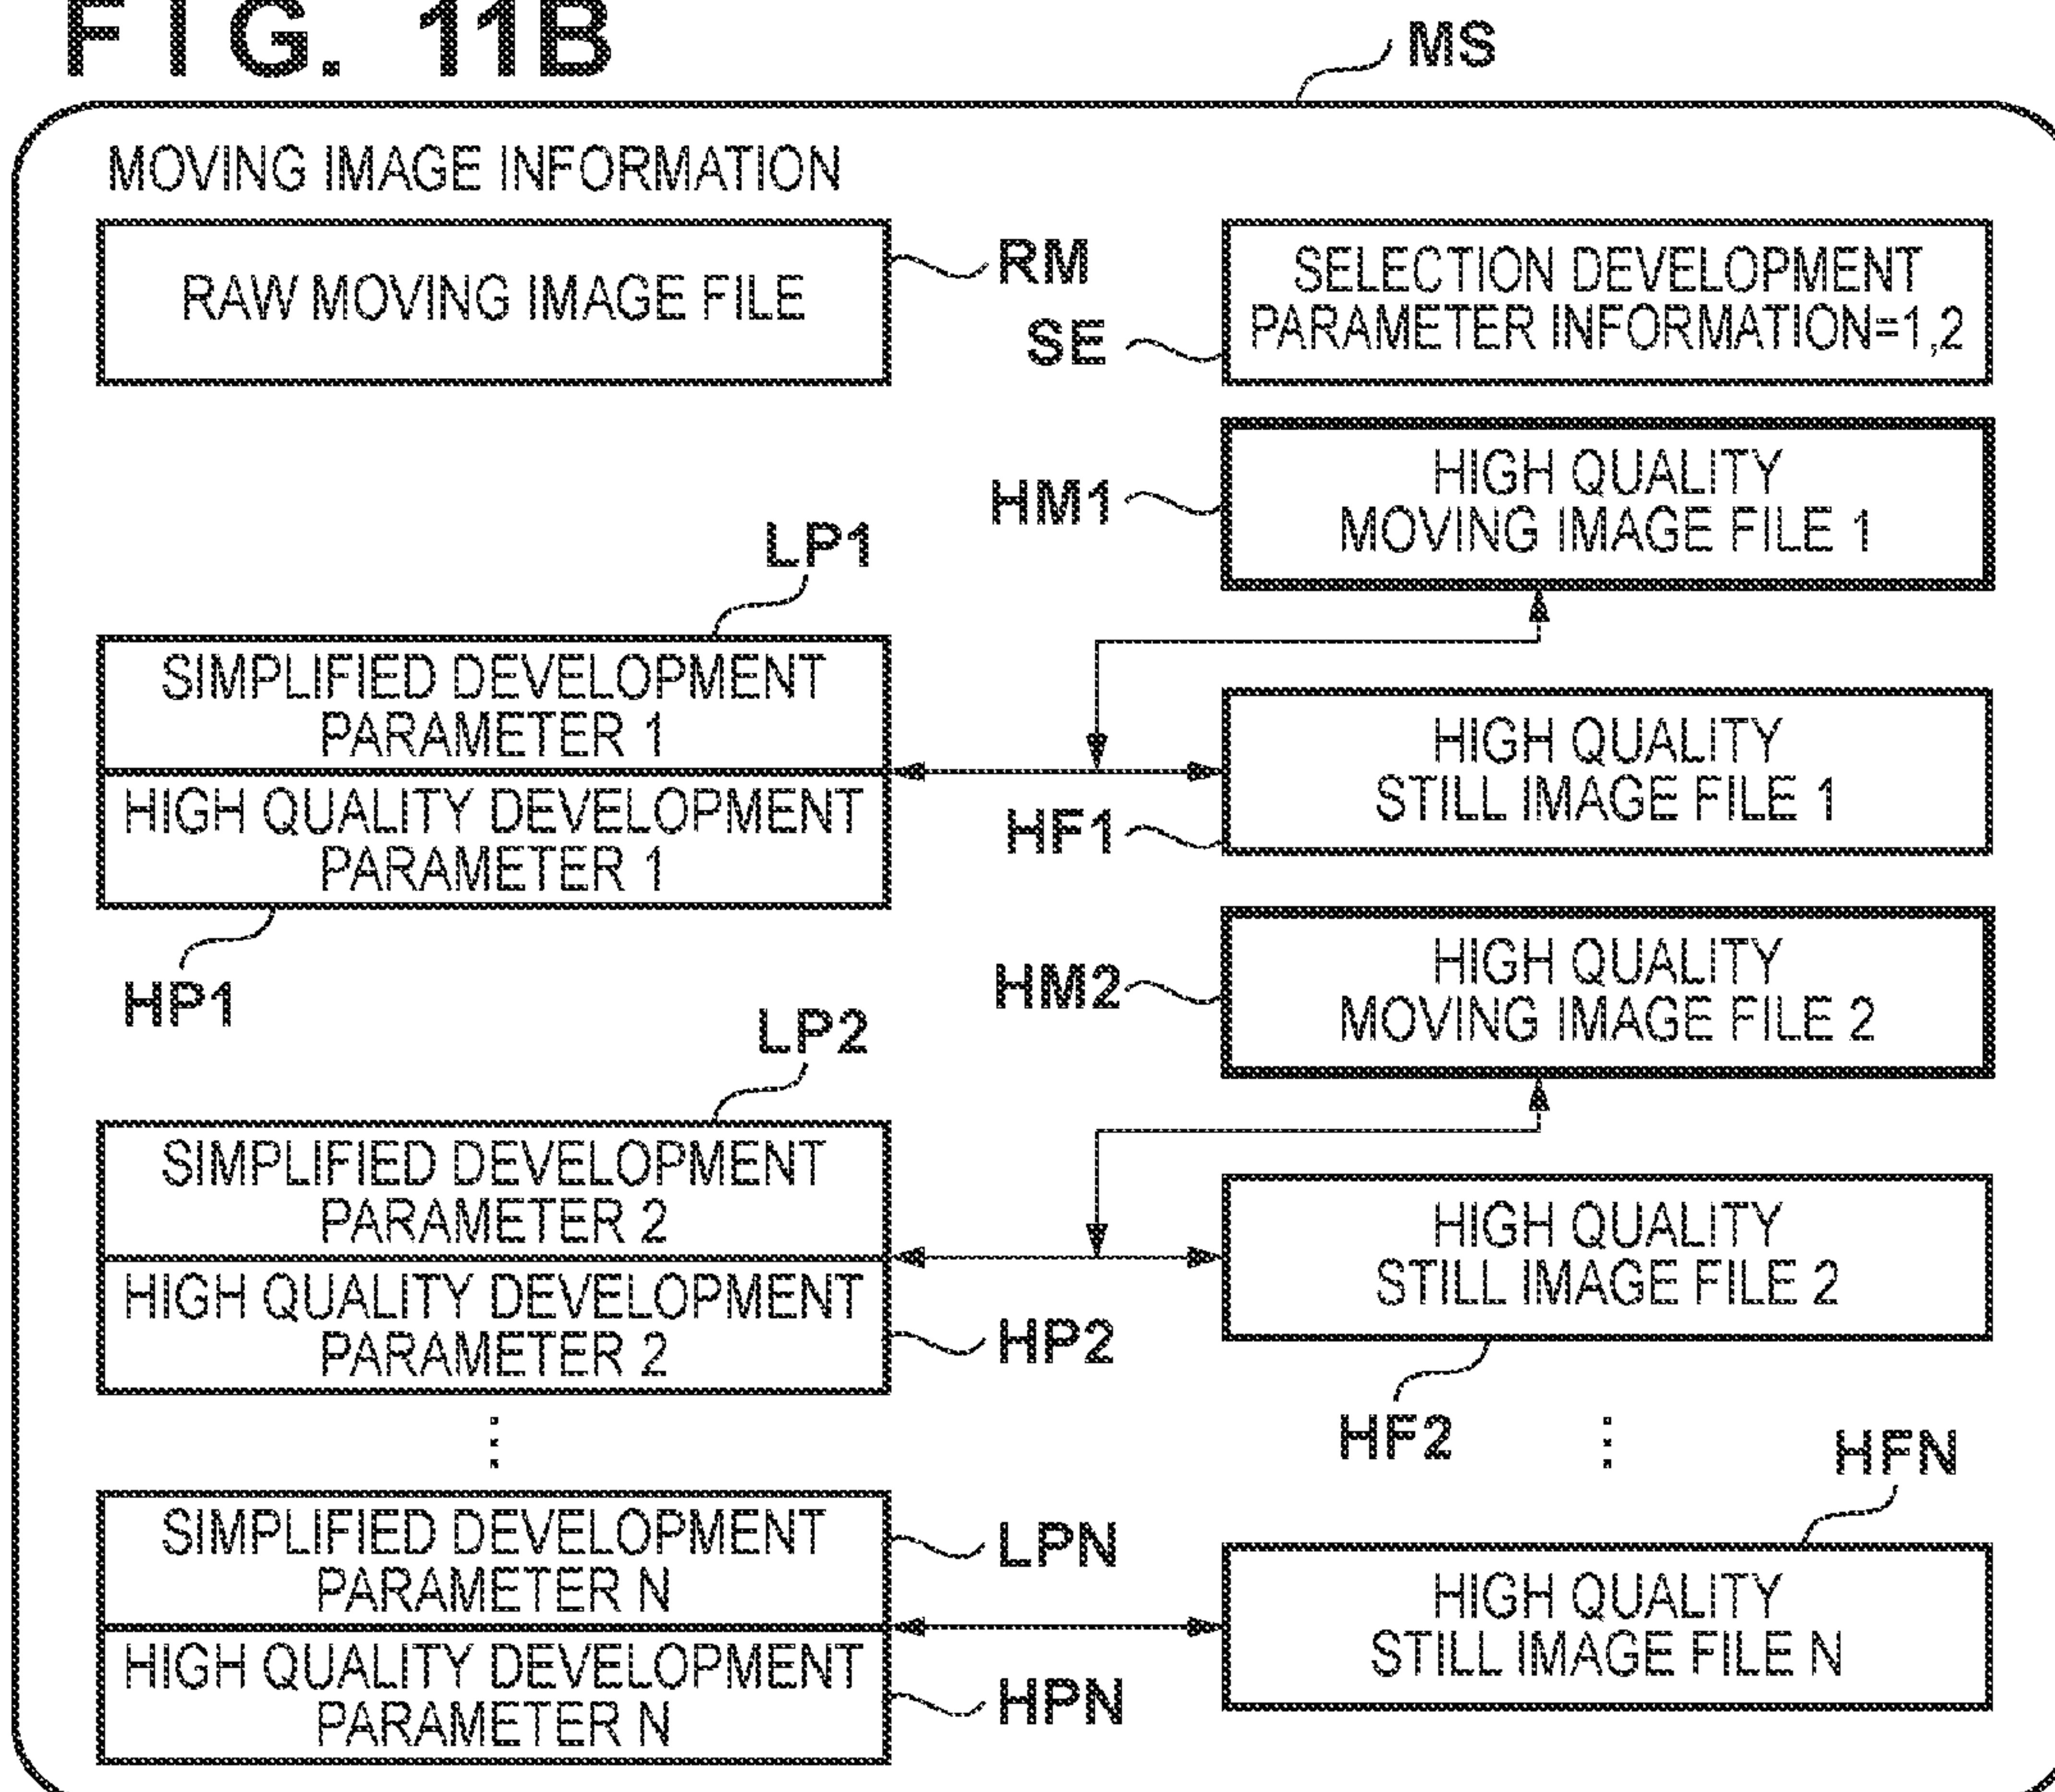 FIG. 11B
MS
MOVING IMAGE INFORMATION
RAW MOVING IMAGE FILE
RM
SELECTION DEVELOPMENT
PARAMETER INFORMATION=1,2
SE
HIGH QUALITY
MOVING IMAGE FILE 1
HM1
LP1
SIMPLIFIED DEVELOPMENT
PARAMETER 1
HIGH QUALITY DEVELOPMENT
PARAMETER 1
HP1
HIGH QUALITY
STILL IMAGE FILE 1
HF1
HIGH QUALITY
MOVING IMAGE FILE 2
HM2
LP2
SIMPLIFIED DEVELOPMENT
PARAMETER 2
HIGH QUALITY DEVELOPMENT
PARAMETER 2
HP2
HIGH QUALITY
STILL IMAGE FILE 2
HF2
HFN
SIMPLIFIED DEVELOPMENT
PARAMETER N
LPN
HIGH QUALITY DEVELOPMENT
PARAMETER N
HPN
HIGH QUALITY
STILL IMAGE FILE N